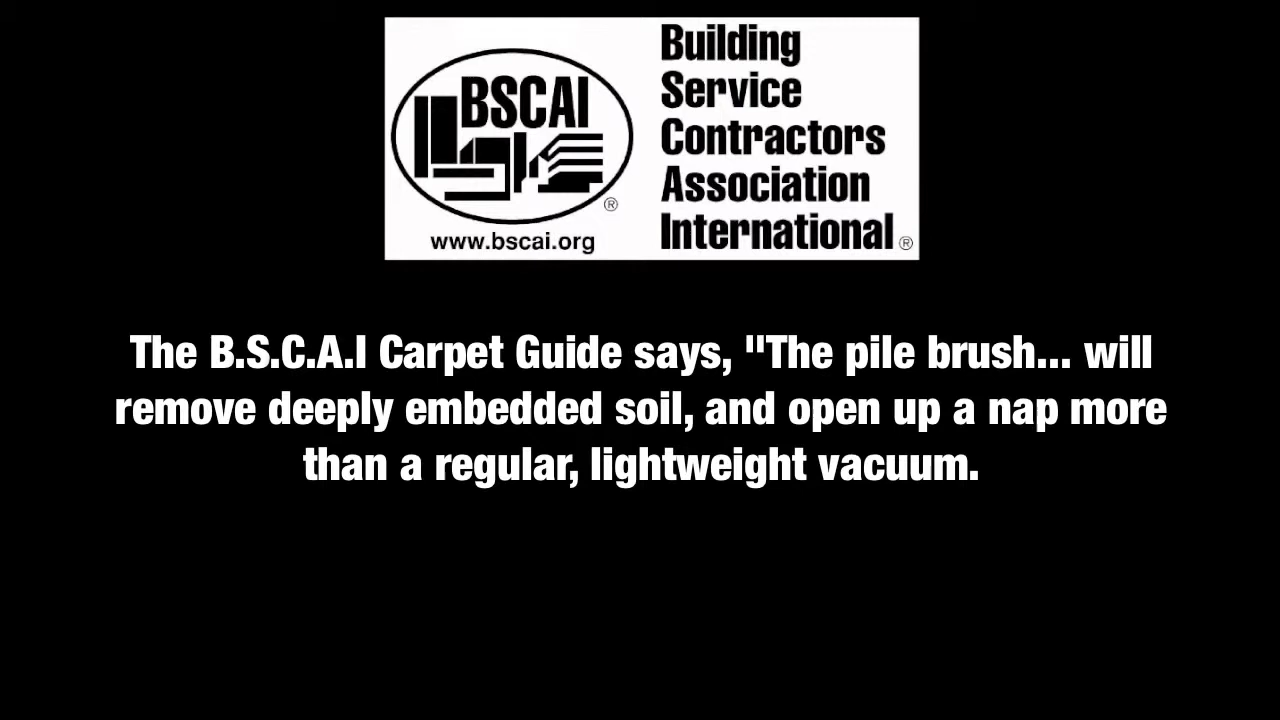 BSCAI
®
www.bscai.org
Building
Service
Contractors
Association
International ®
The B.S.C.A.I Carpet Guide says, "The pile brush... will
remove deeply embedded soil, and open up a nap more
than a regular, lightweight vacuum.